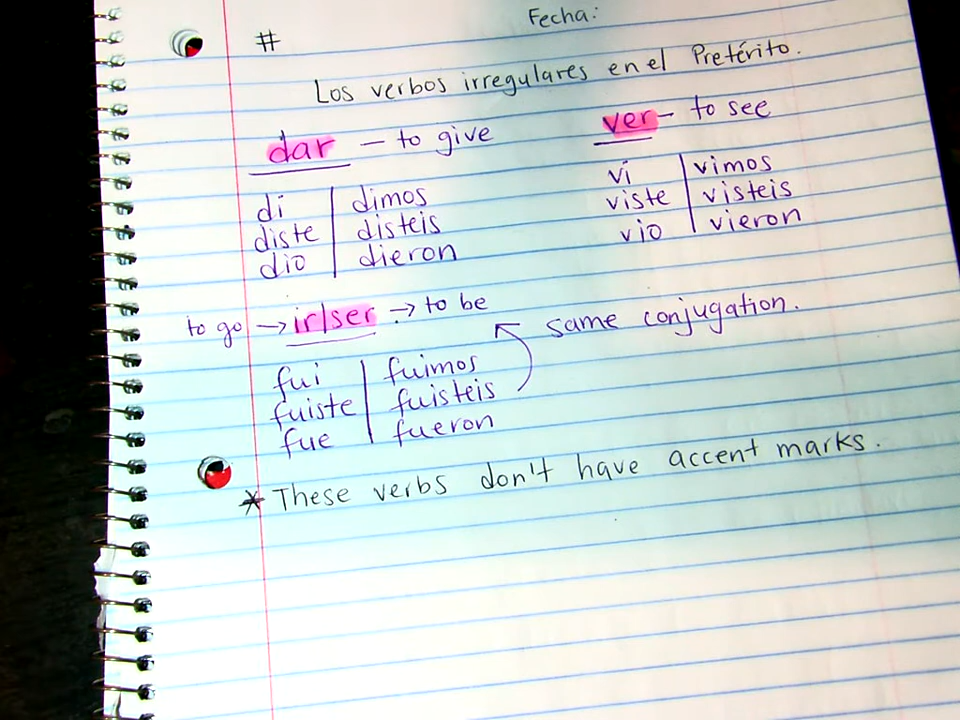 Fecha:
#
Los verbos irregulares en el Pretérito.
dar — to give
ver — to see
di | dimos
diste | disteis
dio | dieron
vi | vimos
viste | visteis
vio | vieron
to go → ir/ser → to be
same conjugation.
fui | fuimos
fuiste | fuisteis
fue | fueron
* These verbs don't have accent marks.